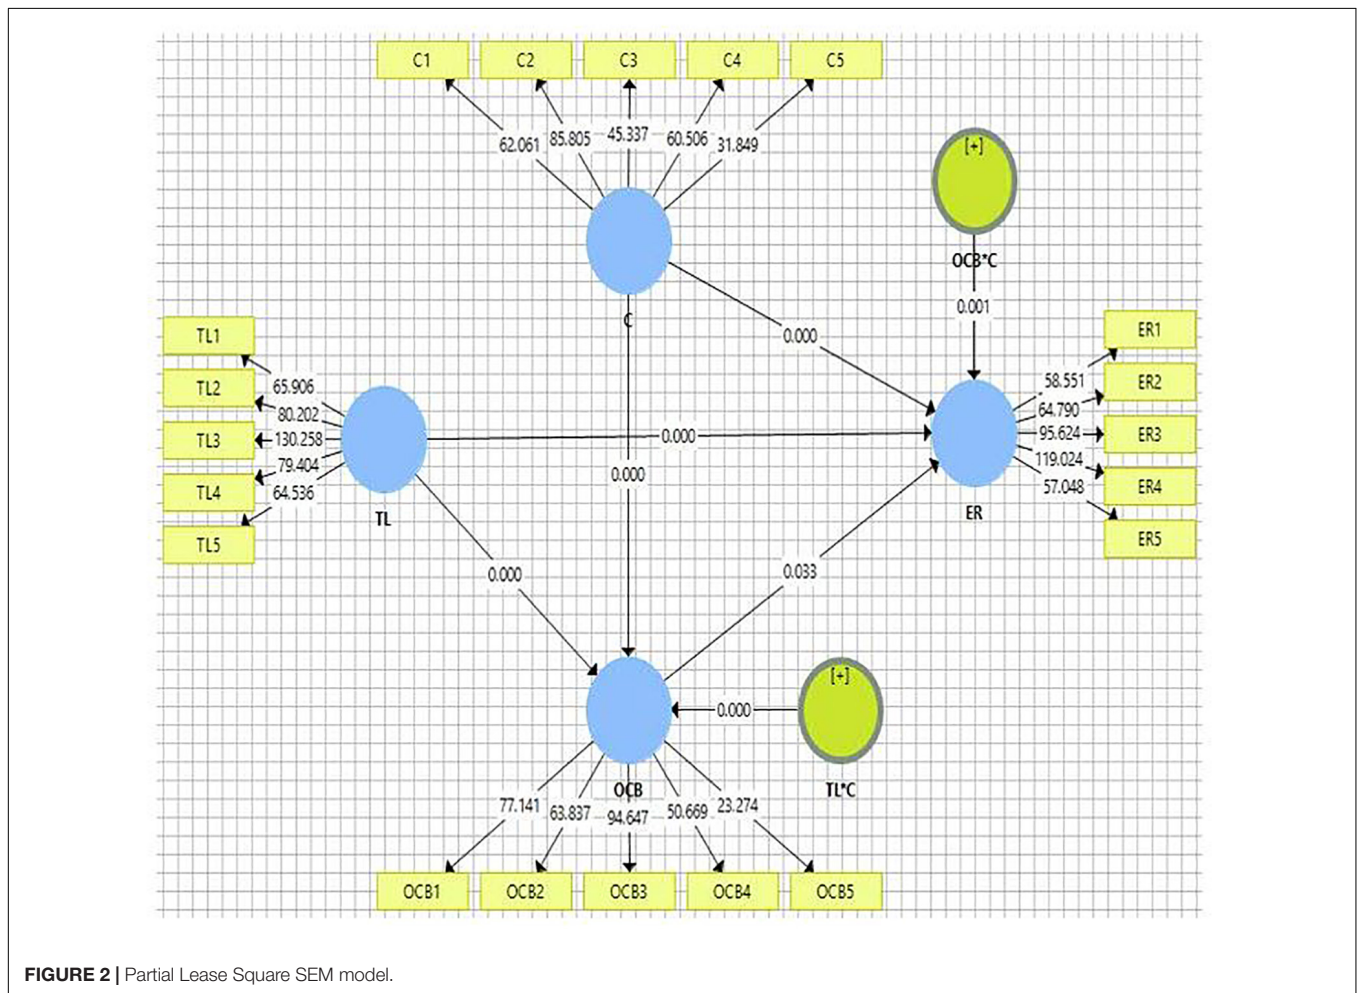 C1 C2 C3 C4 C5
62.061 85.805 45.337 60.506 31.849
[+]
OCB*C
C
0.001
0.000
TL1
TL2
TL3
TL4
TL5
65.906
80.202
130.258
79.404
64.536
TL
0.000
0.000
ER1
ER2
ER3
ER4
ER5
58.551
64.790
95.624
119.024
57.048
ER
0.000
0.033
[+]
0.000
OCB
TL*C
77.141 63.837 94.647 50.669 23.274
OCB1 OCB2 OCB3 OCB4 OCB5
FIGURE 2 | Partial Lease Square SEM model.